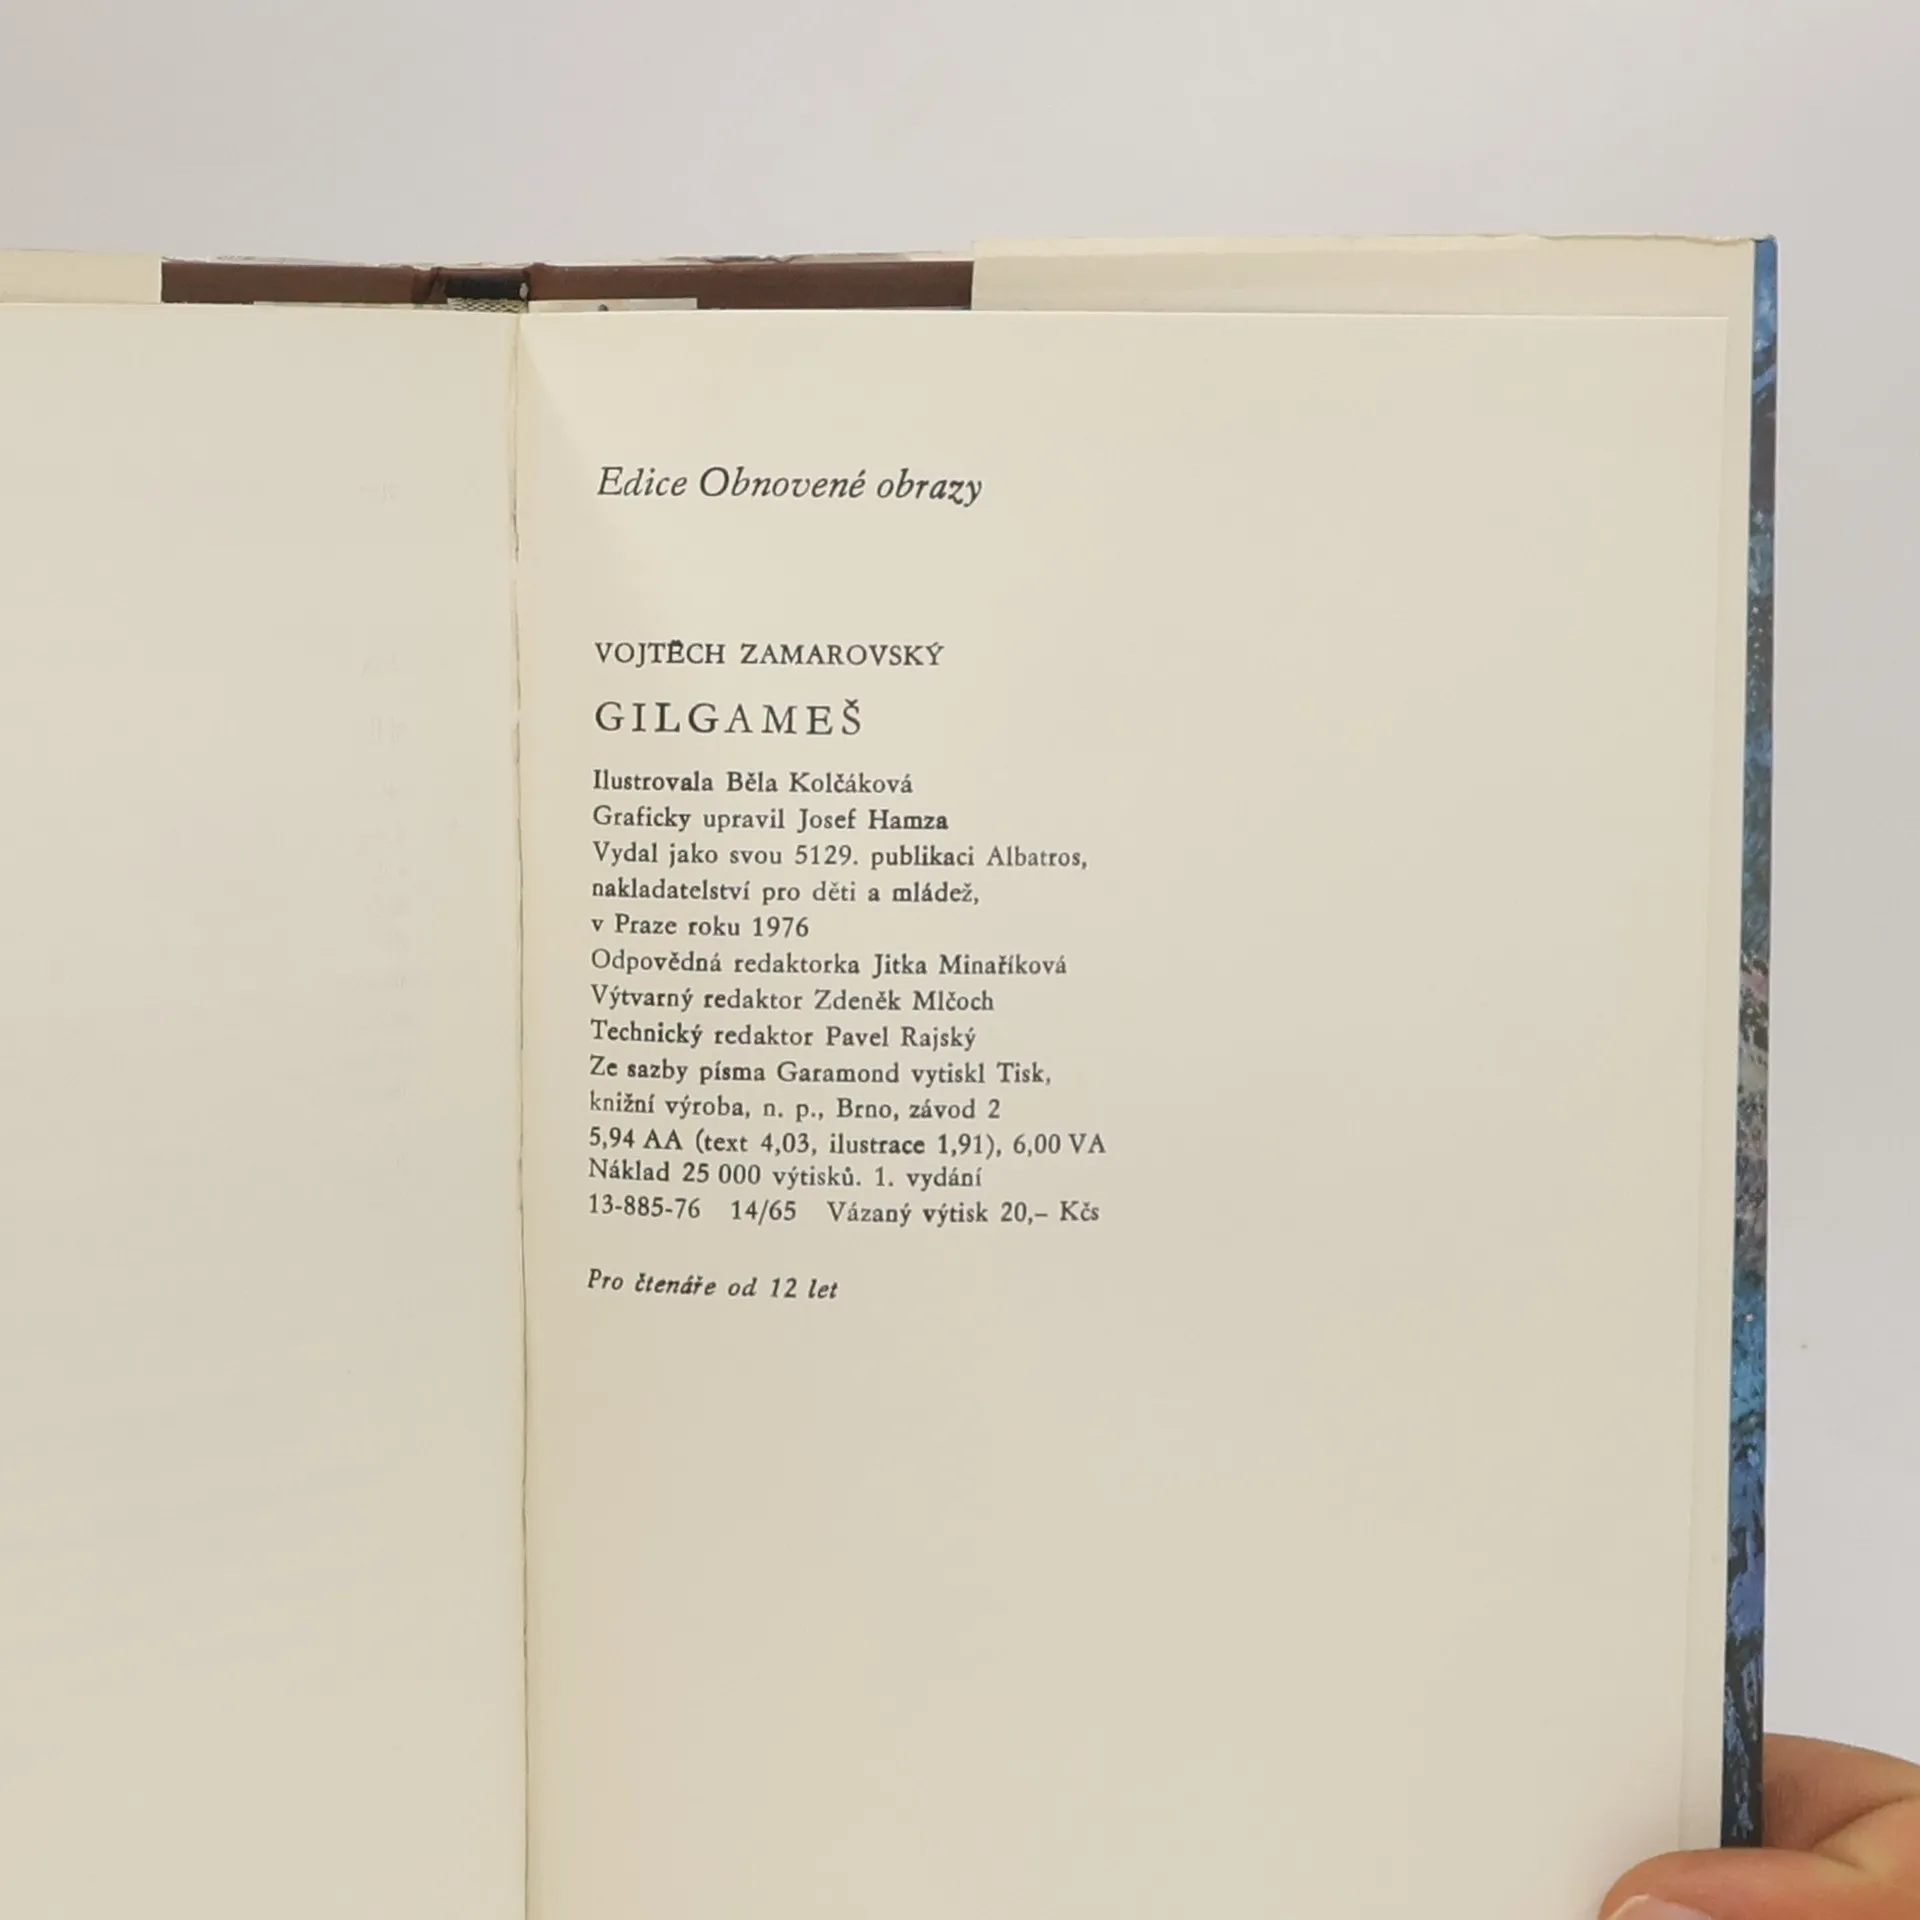 Edice Obnovené obrazy
VOJTĚCH ZAMAROVSKÝ
GILGAMEŠ
Ilustrovala Běla Kolčáková
Graficky upravil Josef Hamza
Vydal jako svou 5129. publikaci Albatros,
nakladatelství pro děti a mládež,
v Praze roku 1976
Odpovědná redaktorka Jitka Minaříková
Výtvarný redaktor Zdeněk Mlčoch
Technický redaktor Pavel Rajský
Ze sazby písma Garamond vytiskl Tisk,
knižní výroba, n. p., Brno, závod 2
5,94 AA (text 4,03, ilustrace 1,91), 6,00 VA
Náklad 25 000 výtisků. 1. vydání
13-885-76 14/65 Vázaný výtisk 20,– Kčs
Pro čtenáře od 12 let